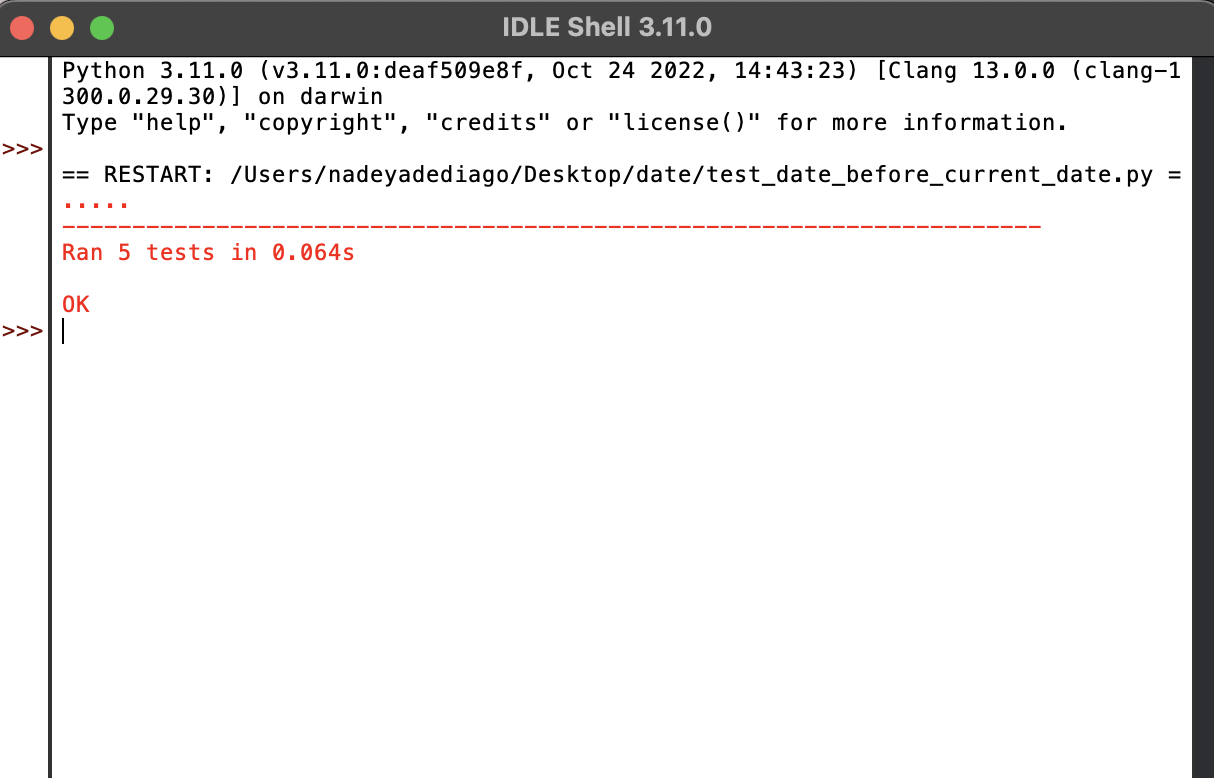 IDLE Shell 3.11.0
Python 3.11.0 (v3.11.0:deaf509e8f, Oct 24 2022, 14:43:23) [Clang 13.0.0 (clang-1
300.0.29.30)] on darwin
Type "help", "copyright", "credits" or "license()" for more information.
>>>
== RESTART: /Users/nadeyadediago/Desktop/date/test_date_before_current_date.py =
.....
----------------------------------------------------------------------
Ran 5 tests in 0.064s
OK
>>>